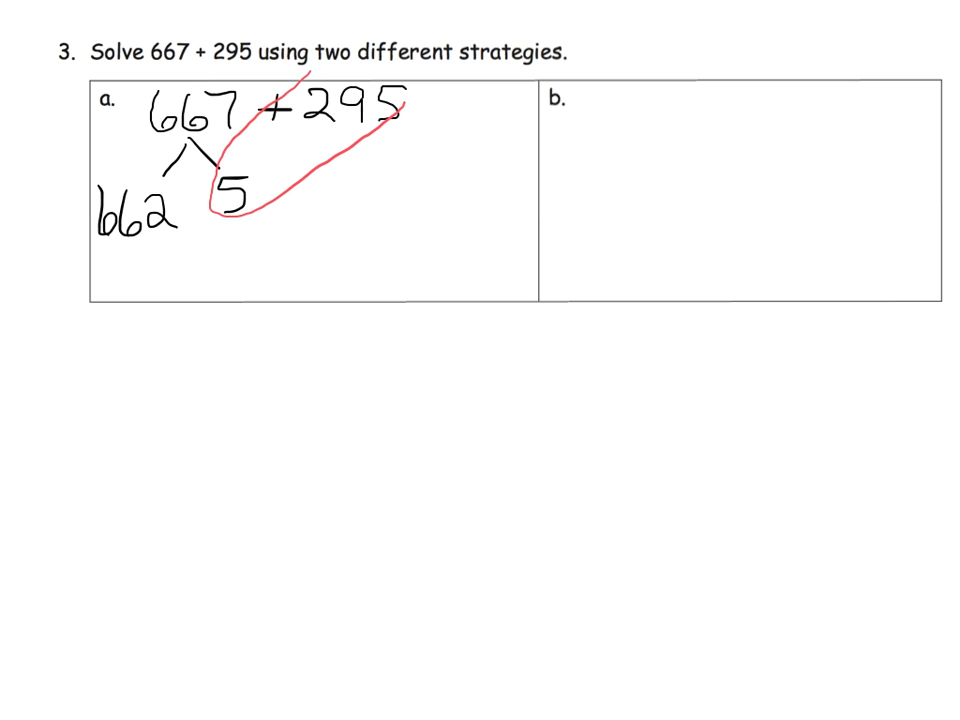 3. Solve 667 + 295 using two different strategies.
a. 667 + 295
662 5
b.